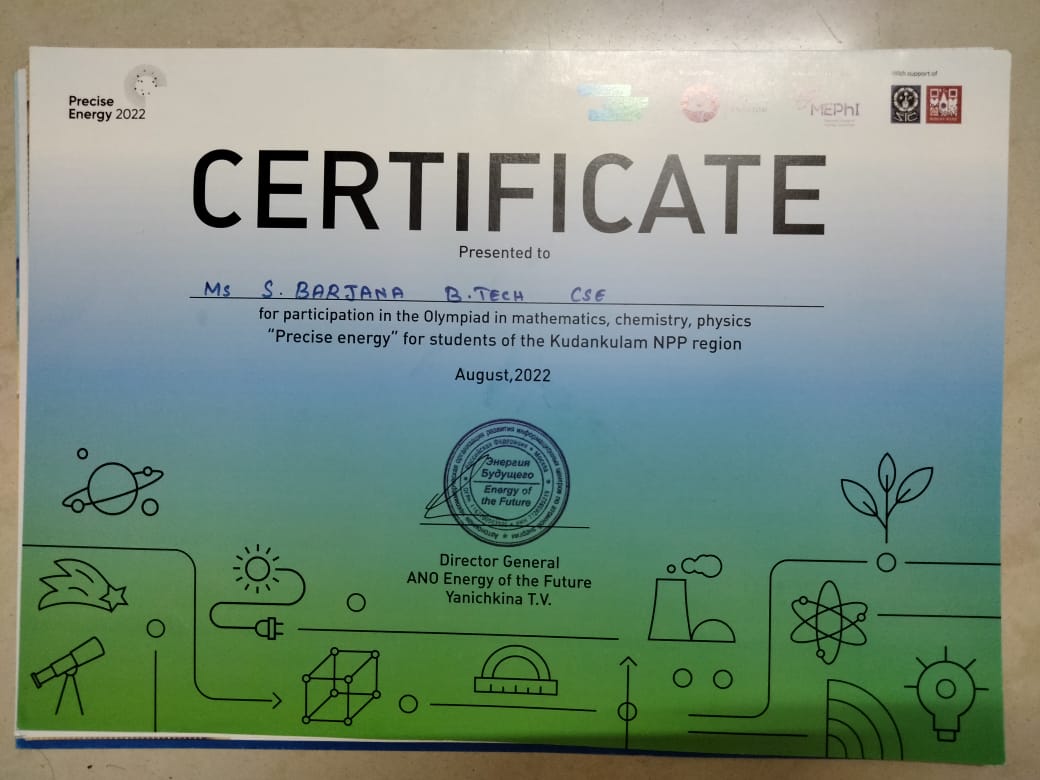 Precise
Energy 2022
With support of
MEPhI
CERTIFICATE
Presented to
Ms S. BARJANA B.TECH CSE
for participation in the Olympiad in mathematics, chemistry, physics
“Precise energy” for students of the Kudankulam NPP region
August,2022
Энергия
Будущего
Energy of
the Future
Director General
ANO Energy of the Future
Yanichkina T.V.